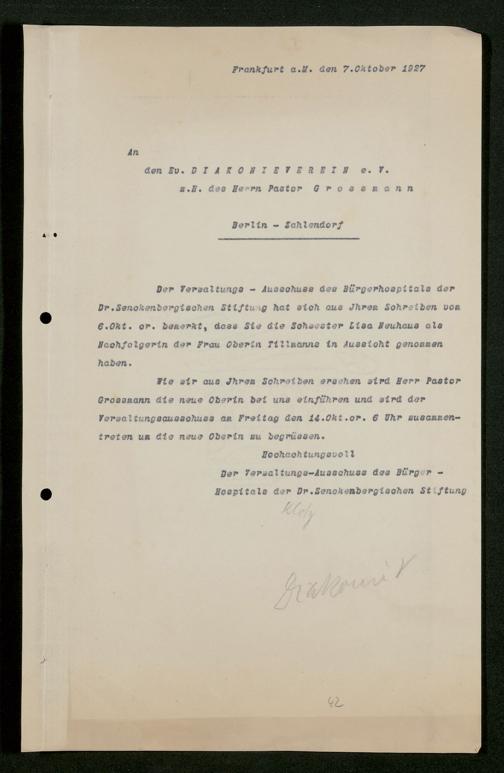 Frankfurt a.M. den 7.Oktober 1927
An
den Ev. D I A K O N I E V E R E I N e. V.
z.H. des Herrn Pastor G r o s s m a n n
Berlin - Zehlendorf
Der Verwaltungs - Ausschuss des Bürgerhospitals der
Dr.Senckenbergischen Stiftung hat sich aus Jhrem Schreiben vom
6.Okt. cr. bemerkt, dass Sie die Schwester Lisa Neuhaus als
Nachfolgerin der Frau Oberin Tillmanns in Aussicht genommen
haben.
Wie wir aus Jhrem Schreiben ersehen wird Herr Pastor
Grossmann die neue Oberin bei uns einführen und wird der
Verwaltungsausschuss am Freitag den 14.Okt.cr. 6 Uhr zusammen-
treten um die neue Oberin zu begrüssen.
Hochachtungsvoll
Der Verwaltungs-Ausschuss des Bürger -
Hospitals der Dr.Senckenbergischen Stiftung
42